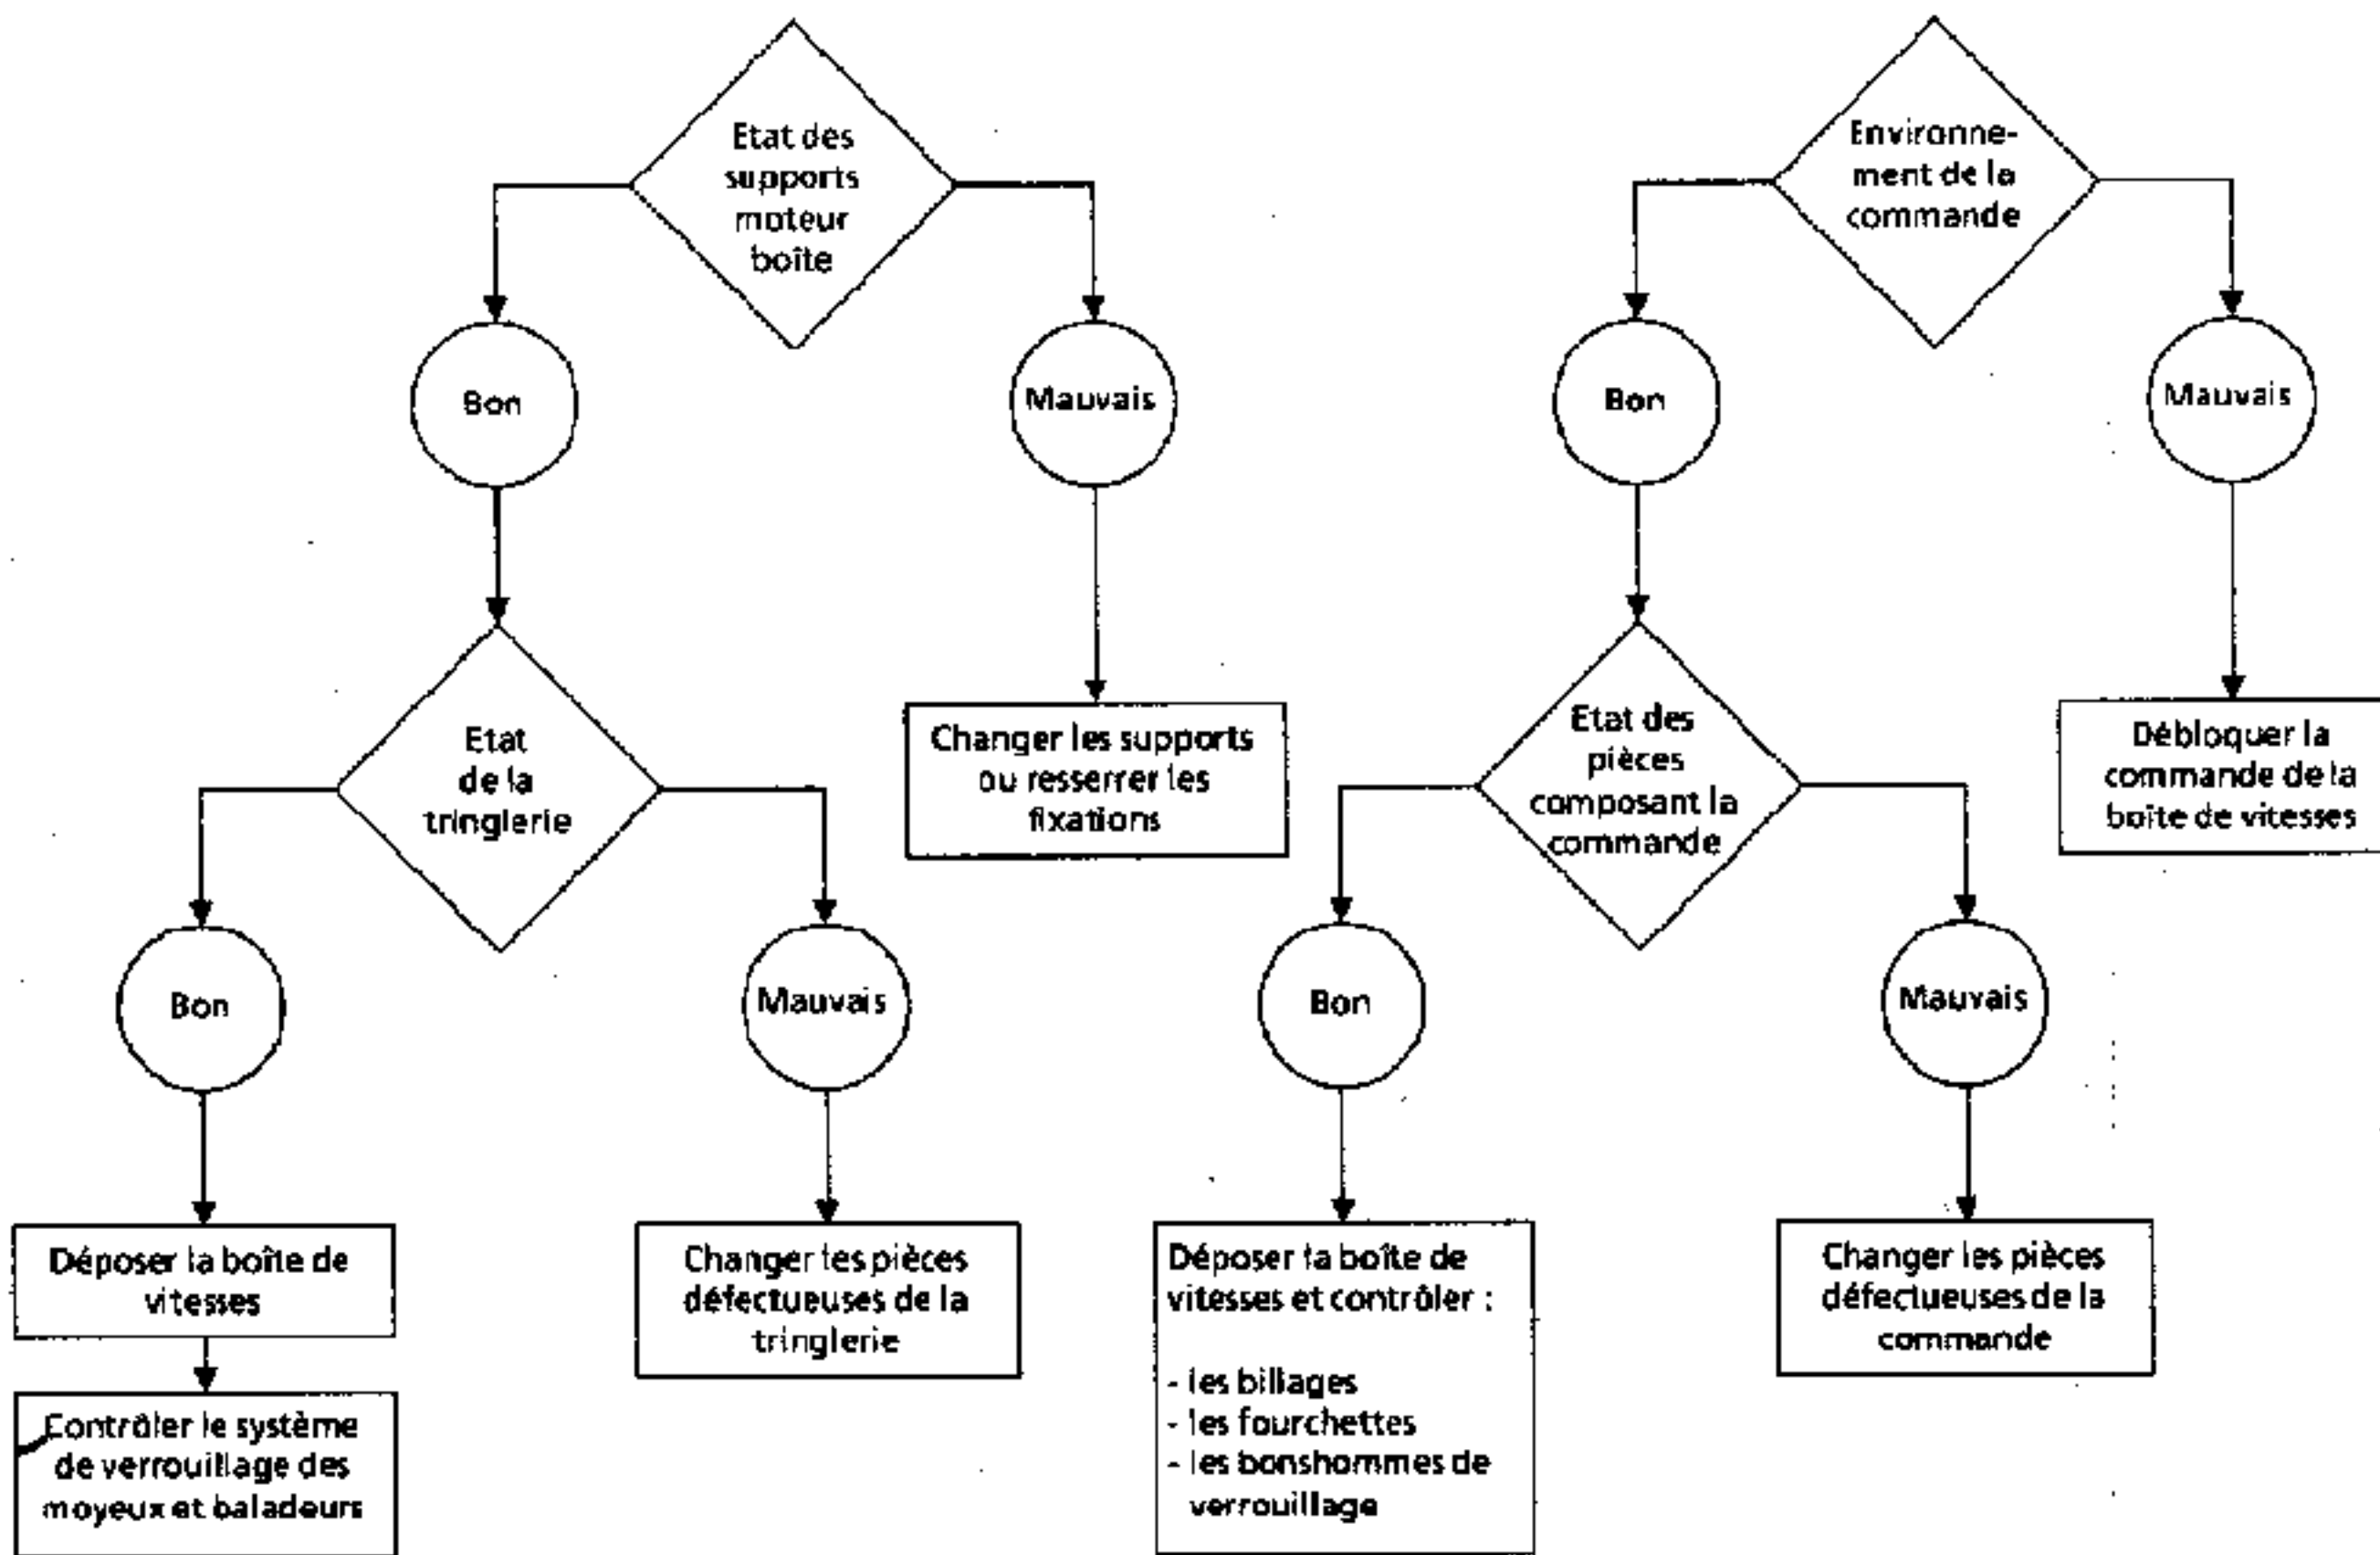 Etat des
supports
moteur
boîte
Bon
Mauvais
Etat
de la
tringlerie
Changer les supports
ou resserrer les
fixations
Bon
Mauvais
Déposer la boîte de
vitesses
Contrôler le système
de verrouillage des
moyeux et baladeurs
Changer les pièces
défectueuses de la
tringlerie
Environne-
ment de la
commande
Bon
Mauvais
Etat des
pièces
composant la
commande
Débloquer la
commande de la
boîte de vitesses
Bon
Mauvais
Déposer la boîte de
vitesses et contrôler :
- les billages
- les fourchettes
- les bonshommes de
verrouillage
Changer les pièces
défectueuses de la
commande